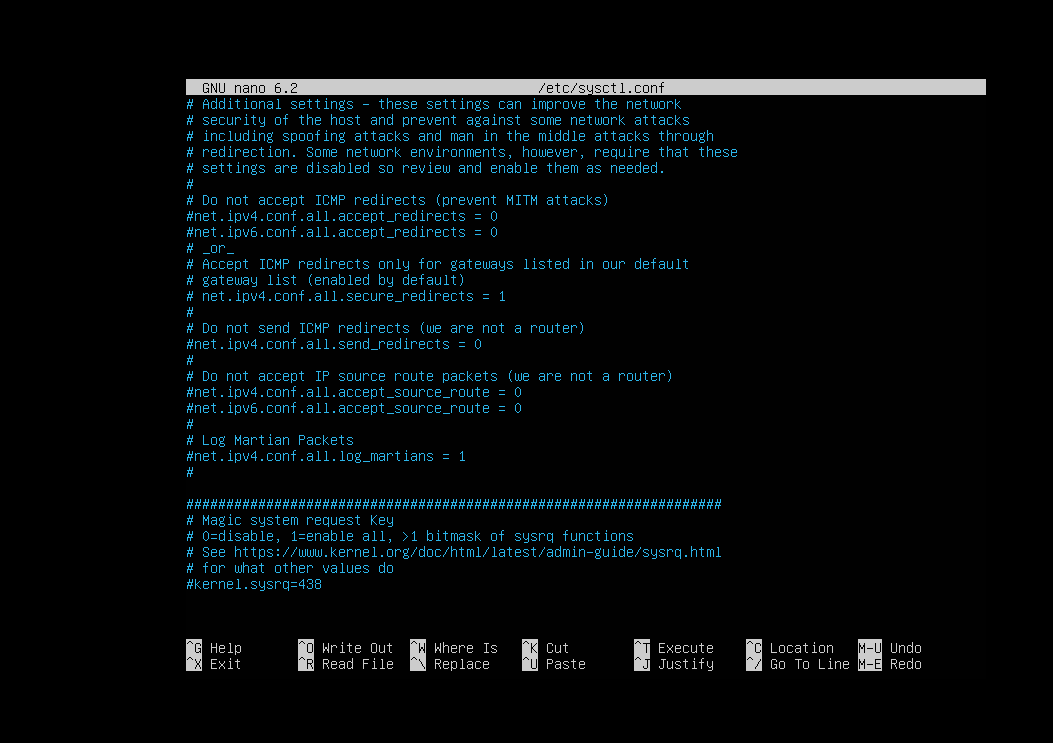 GNU nano 6.2 /etc/sysctl.conf
# Additional settings – these settings can improve the network
# security of the host and prevent against some network attacks
# including spoofing attacks and man in the middle attacks through
# redirection. Some network environments, however, require that these
# settings are disabled so review and enable them as needed.
#
# Do not accept ICMP redirects (prevent MITM attacks)
#net.ipv4.conf.all.accept_redirects = 0
#net.ipv6.conf.all.accept_redirects = 0
# _or_
# Accept ICMP redirects only for gateways listed in our default
# gateway list (enabled by default)
# net.ipv4.conf.all.secure_redirects = 1
#
# Do not send ICMP redirects (we are not a router)
#net.ipv4.conf.all.send_redirects = 0
#
# Do not accept IP source route packets (we are not a router)
#net.ipv4.conf.all.accept_source_route = 0
#net.ipv6.conf.all.accept_source_route = 0
#
# Log Martian Packets
#net.ipv4.conf.all.log_martians = 1
#
###################################################################
# Magic system request Key
# 0=disable, 1=enable all, >1 bitmask of sysrq functions
# See https://www.kernel.org/doc/html/latest/admin-guide/sysrq.html
# for what other values do
#kernel.sysrq=438
^G Help ^O Write Out ^W Where Is ^K Cut ^T Execute ^C Location M-U Undo
^X Exit ^R Read File ^\ Replace ^U Paste ^J Justify ^/ Go To Line M-E Redo